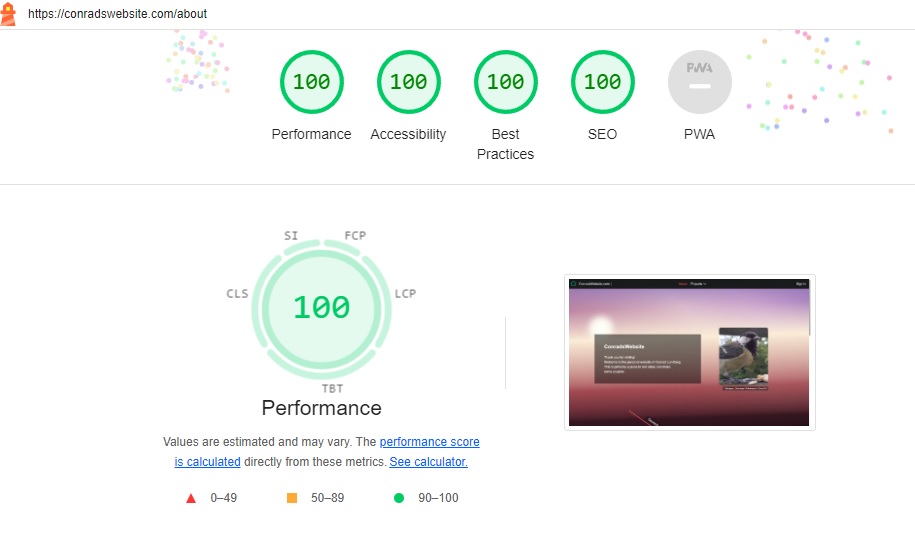 https://conradswebsite.com/about
100
100
100
100
PWA
Performance
Accessibility
Best
Practices
SEO
PWA
SI
FCP
CLS
LCP
100
TBT
Performance
Values are estimated and may vary. The performance score
is calculated directly from these metrics. See calculator.
0–49
50–89
90–100
ConradsWebsite